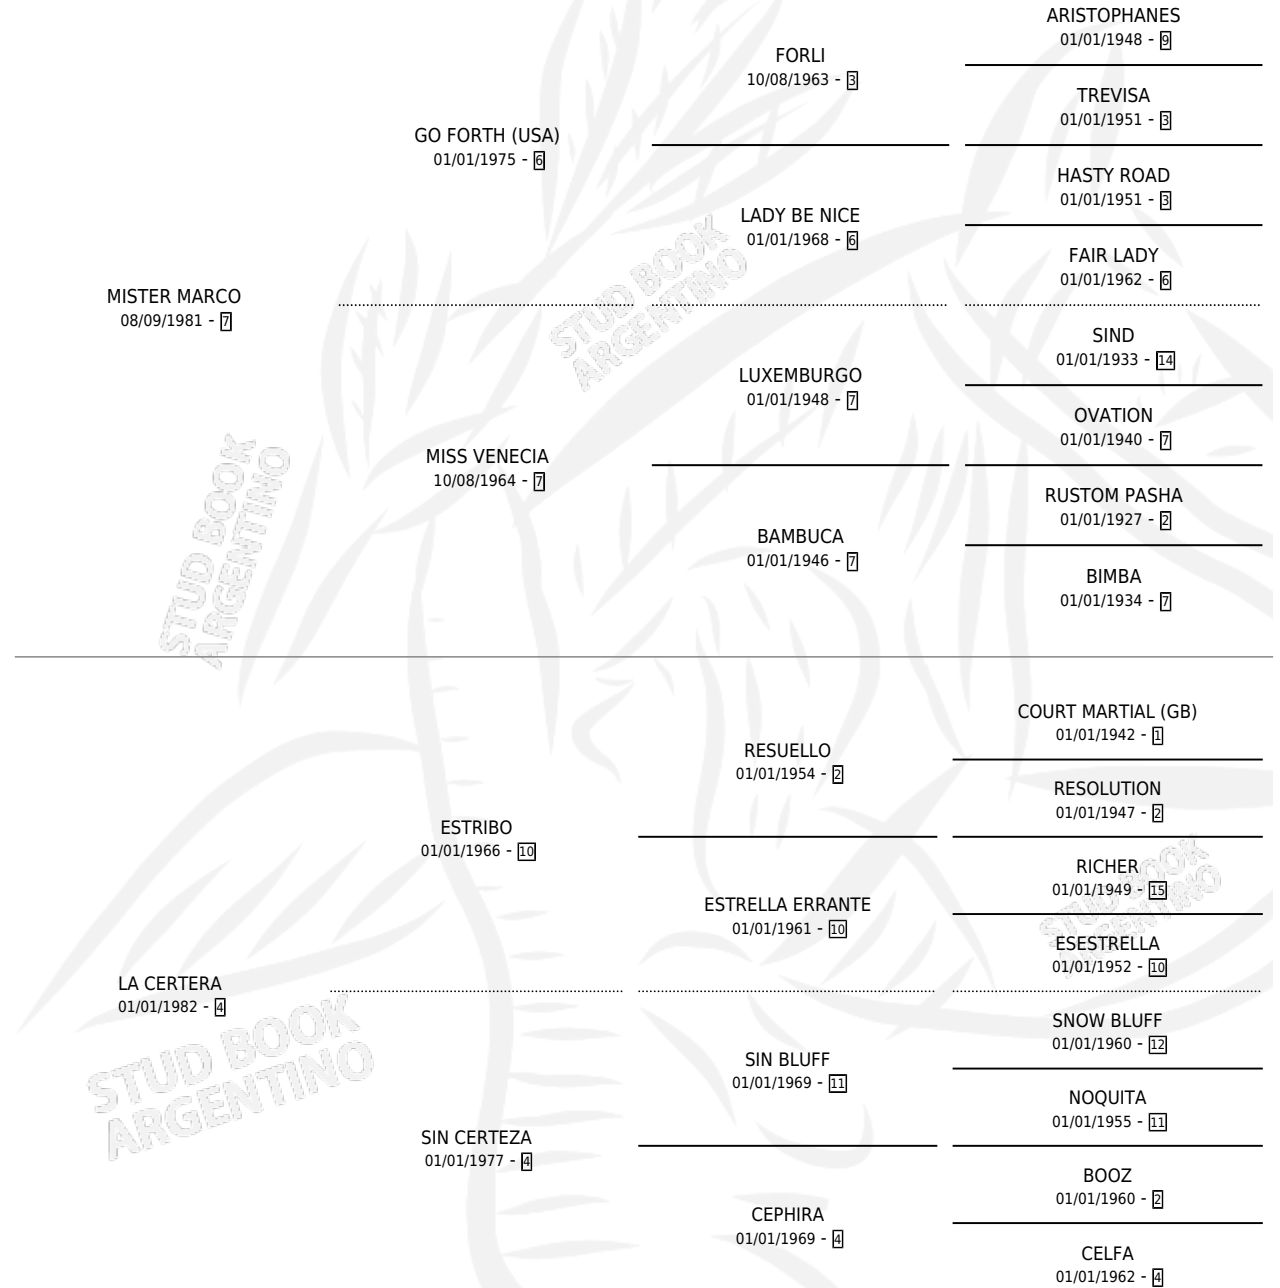 ARISTOPHANES
01/01/1948 - 9
FORLI
10/08/1963 - 3
TREVISA
01/01/1951 - 3
GO FORTH (USA)
01/01/1975 - 6
HASTY ROAD
01/01/1951 - 3
LADY BE NICE
01/01/1968 - 6
FAIR LADY
01/01/1962 - 6
MISTER MARCO
08/09/1981 - 7
SIND
01/01/1933 - 14
LUXEMBURGO
01/01/1948 - 7
OVATION
01/01/1940 - 7
MISS VENECIA
10/08/1964 - 7
RUSTOM PASHA
01/01/1927 - 2
BAMBUCA
01/01/1946 - 7
BIMBA
01/01/1934 - 7
STUD BOOK
ARGENTINO
STUD BOOK
ARGENTINO
COURT MARTIAL (GB)
01/01/1942 - 1
RESUELLO
01/01/1954 - 2
RESOLUTION
01/01/1947 - 2
ESTRIBO
01/01/1966 - 10
RICHER
01/01/1949 - 15
ESTRELLA ERRANTE
01/01/1961 - 10
ESESTRELLA
01/01/1952 - 10
LA CERTERA
01/01/1982 - 4
SNOW BLUFF
01/01/1960 - 12
SIN BLUFF
01/01/1969 - 11
NOQUITA
01/01/1955 - 11
SIN CERTEZA
01/01/1977 - 4
BOOZ
01/01/1960 - 2
CEPHIRA
01/01/1969 - 4
CELFA
01/01/1962 - 4
STUD BOOK
ARGENTINO
STUD BOOK
ARGENTINO